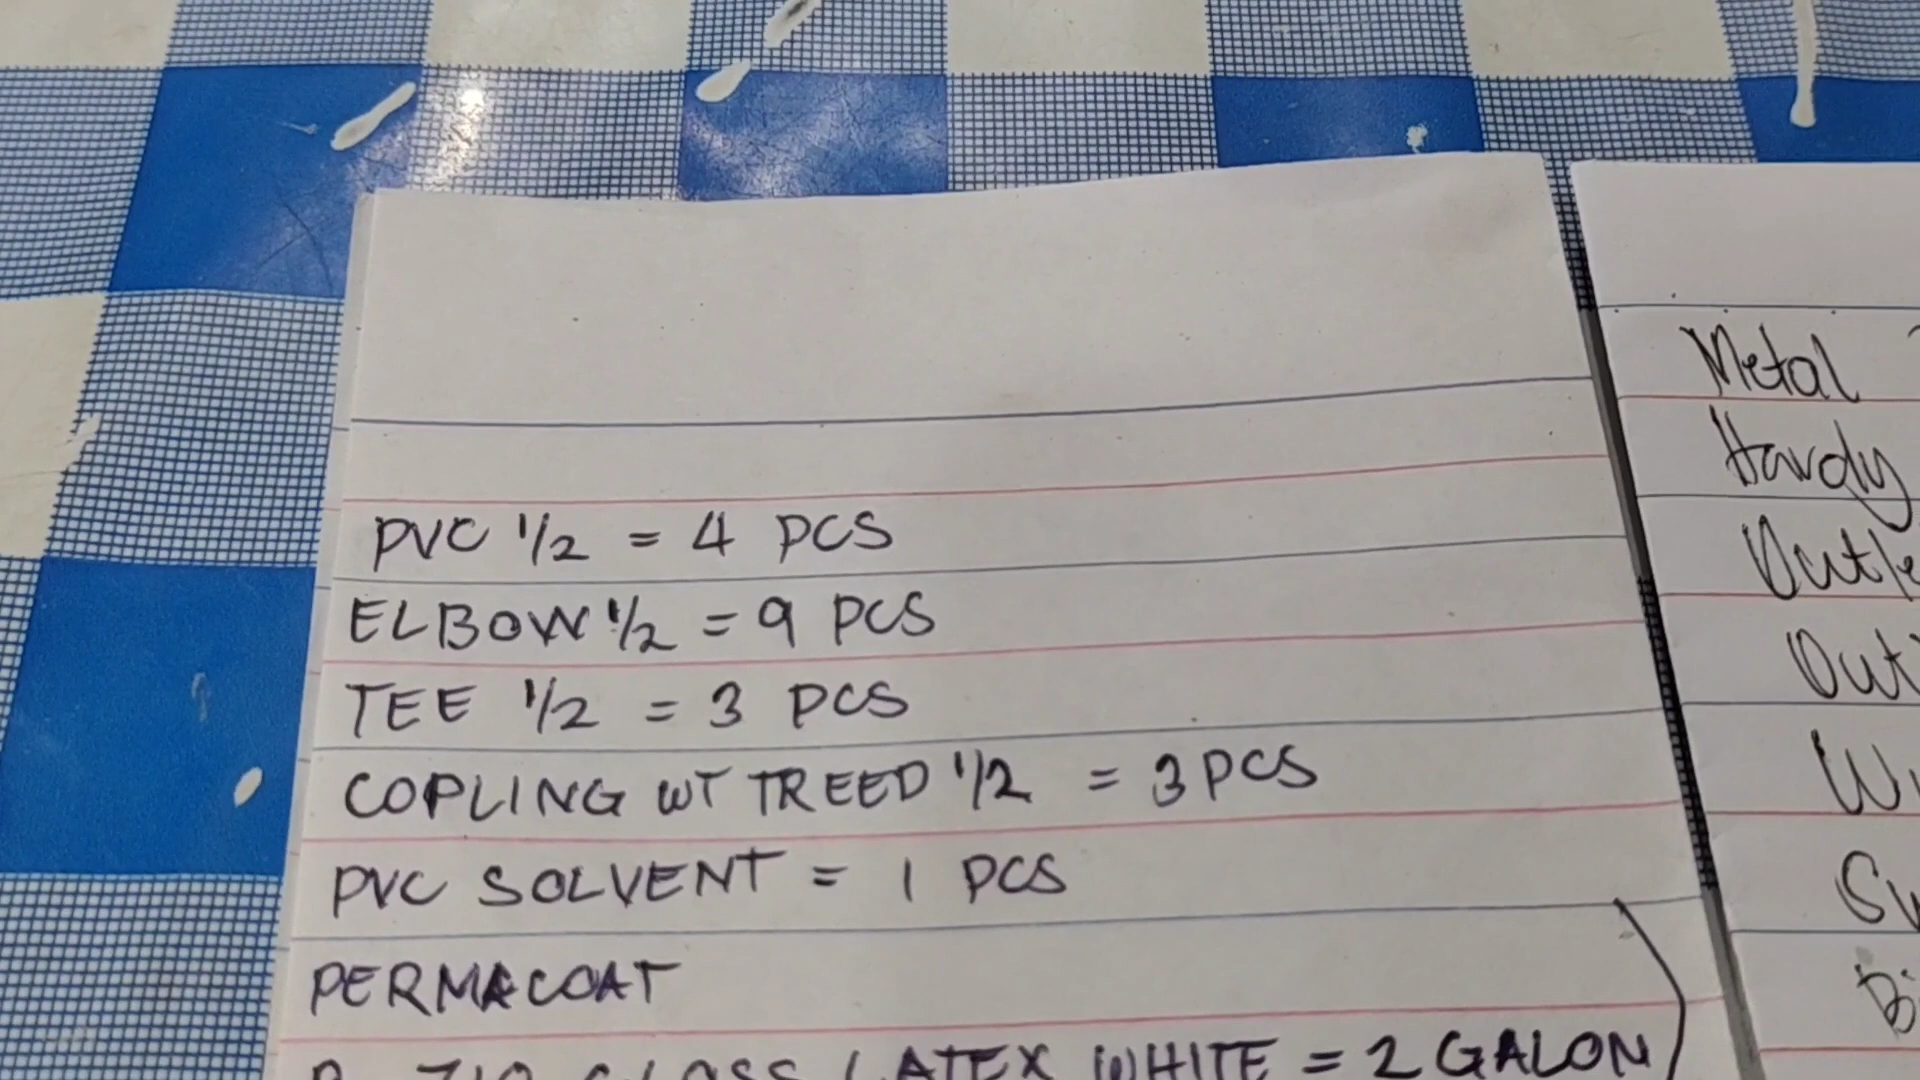 PVC 1/2 = 4 PCS
ELBOW 1/2 = 9 PCS
TEE 1/2 = 3 PCS
COPLING WT TREED 1/2 = 3 PCS
PVC SOLVENT = 1 PCS
PERMACOAT
GLOSS LATEX WHITE = 2 GALON
Metal
Hardy